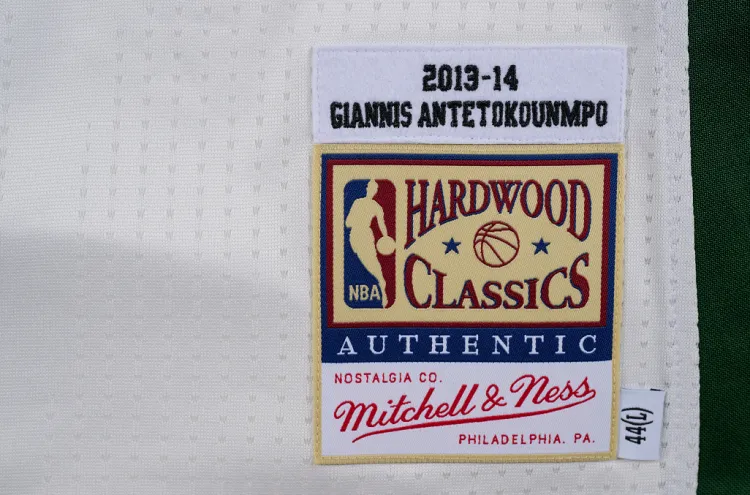 2013-14
GIANNIS ANTETOKOUNMPO
HARDWOOD
NBA
CLASSICS
AUTHENTIC
NOSTALGIA CO.
Mitchell & Ness
PHILADELPHIA. PA.
44(L)